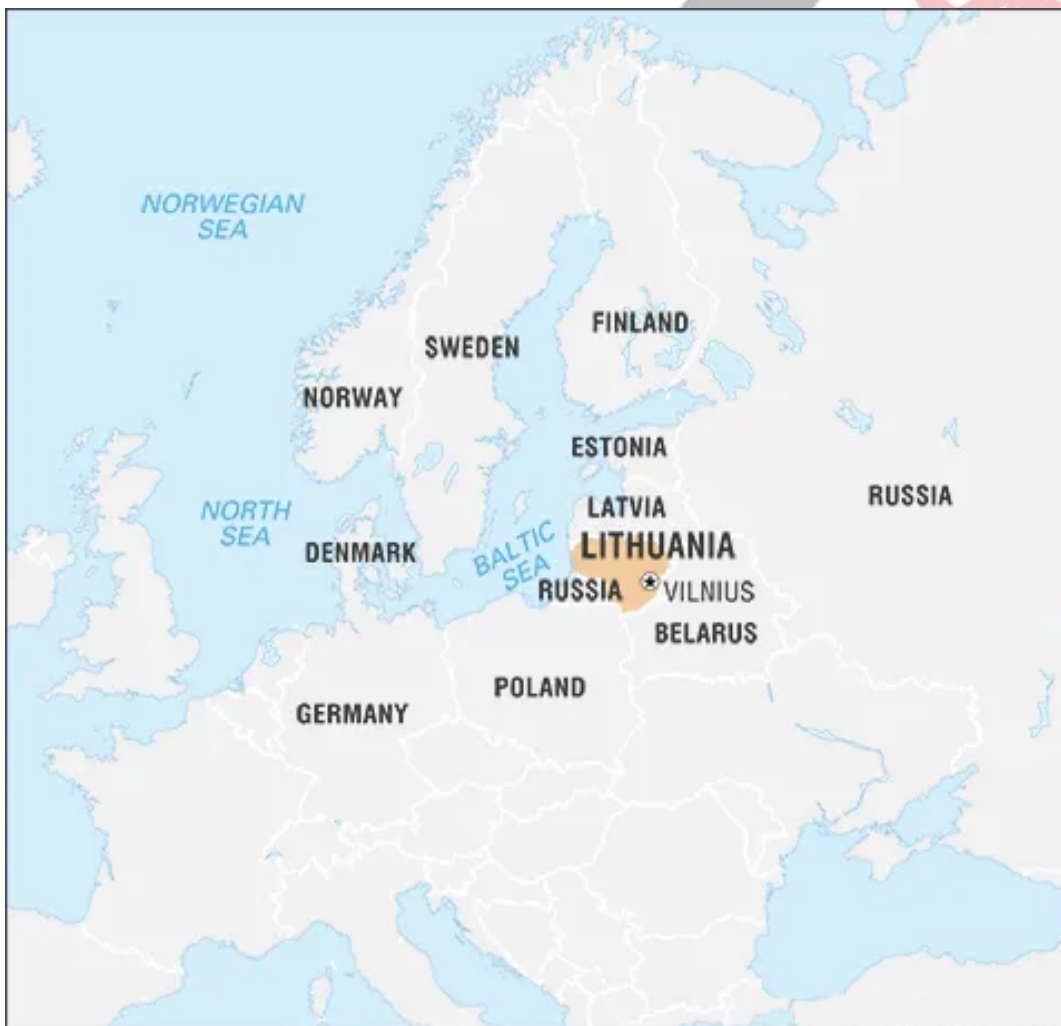 NORWEGIAN
SEA
FINLAND
SWEDEN
NORWAY
ESTONIA
RUSSIA
LATVIA
NORTH
SEA
LITHUANIA
DENMARK
BALTIC
SEA
RUSSIA
VILNIUS
BELARUS
POLAND
GERMANY